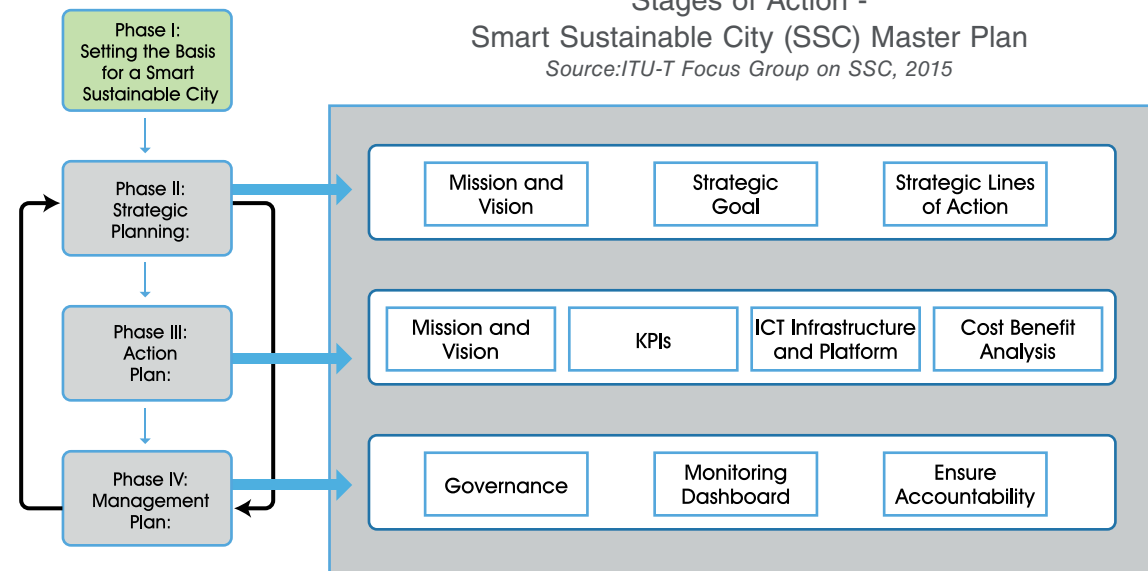 Stages of Action -
Smart Sustainable City (SSC) Master Plan
Source:ITU-T Focus Group on SSC, 2015
Phase I:
Setting the Basis
for a Smart
Sustainable City
Phase II:
Strategic
Planning:
Mission and
Vision
Strategic
Goal
Strategic Lines
of Action
Phase III:
Action
Plan:
Mission and
Vision
KPIs
ICT Infrastructure
and Platform
Cost Benefit
Analysis
Phase IV:
Management
Plan:
Governance
Monitoring
Dashboard
Ensure
Accountability